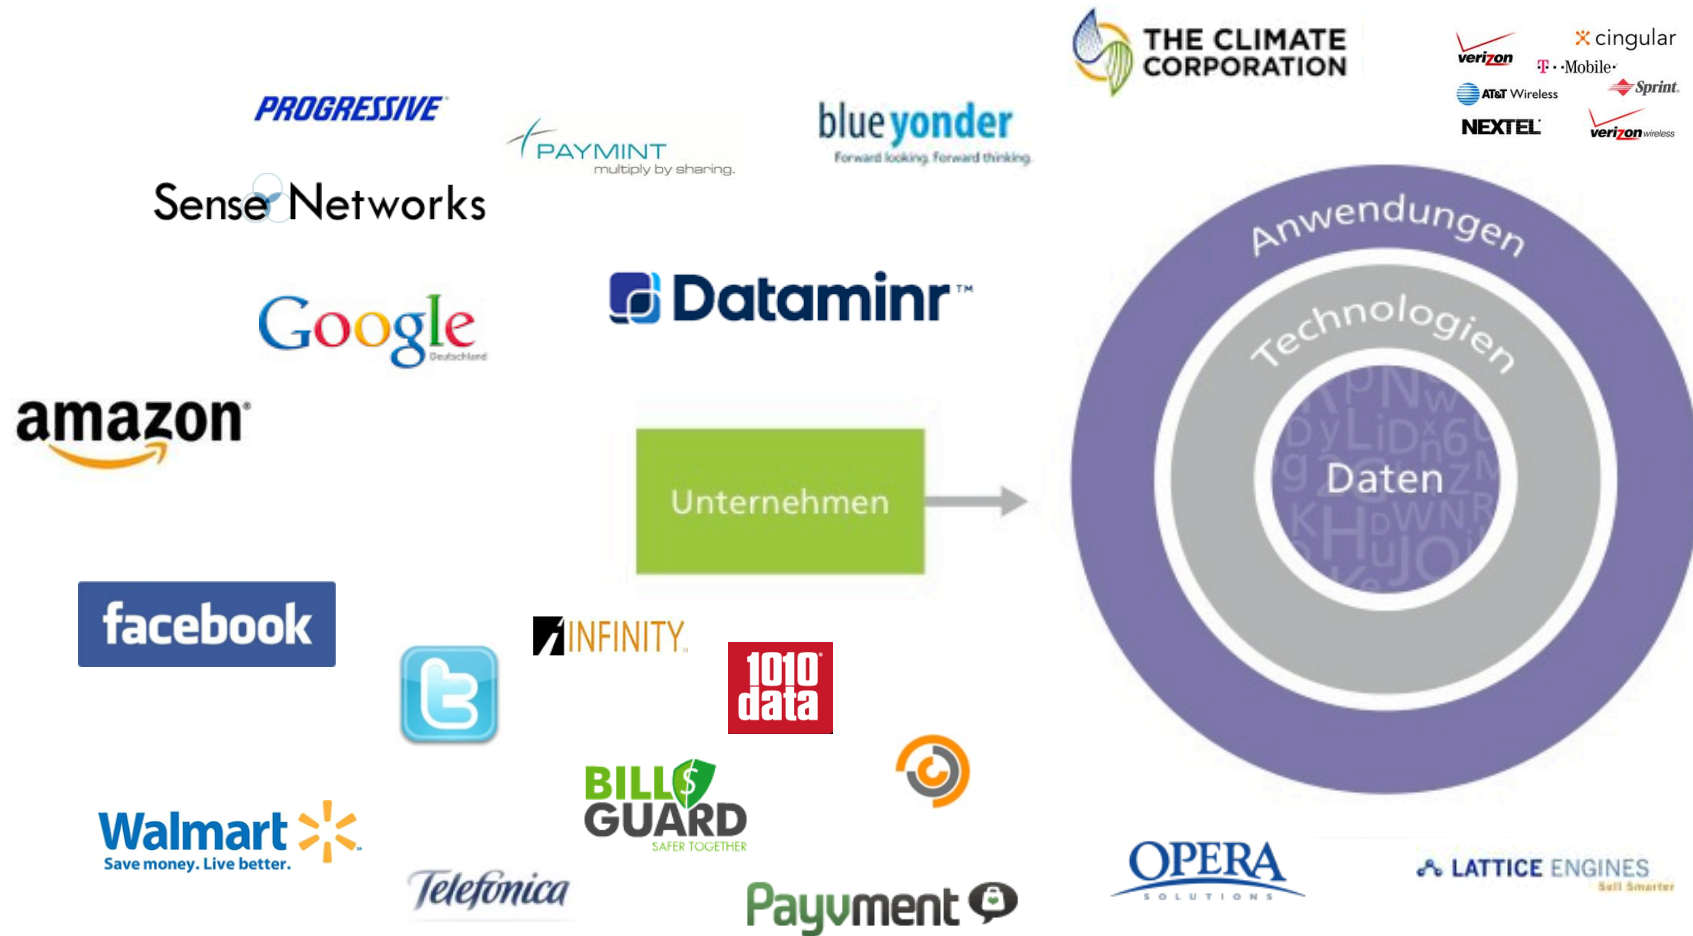 THE CLIMATE
CORPORATION
verizon
cingular
T··Mobile·
AT&T Wireless
Sprint.
NEXTEL
verizon wireless
PROGRESSIVE
PAYMINT
multiply by sharing.
blue yonder
Forward looking. Forward thinking.
Sense Networks
Anwendungen
Google
Deutschland
Dataminr™
Technologien
amazon®
Unternehmen
Daten
facebook
t
INFINITY
1010
data
BILL$
GUARD
SAFER TOGETHER
Walmart
Save money. Live better.
Telefónica
Payvment
OPERA
SOLUTIONS
LATTICE ENGINES
Sell Smarter